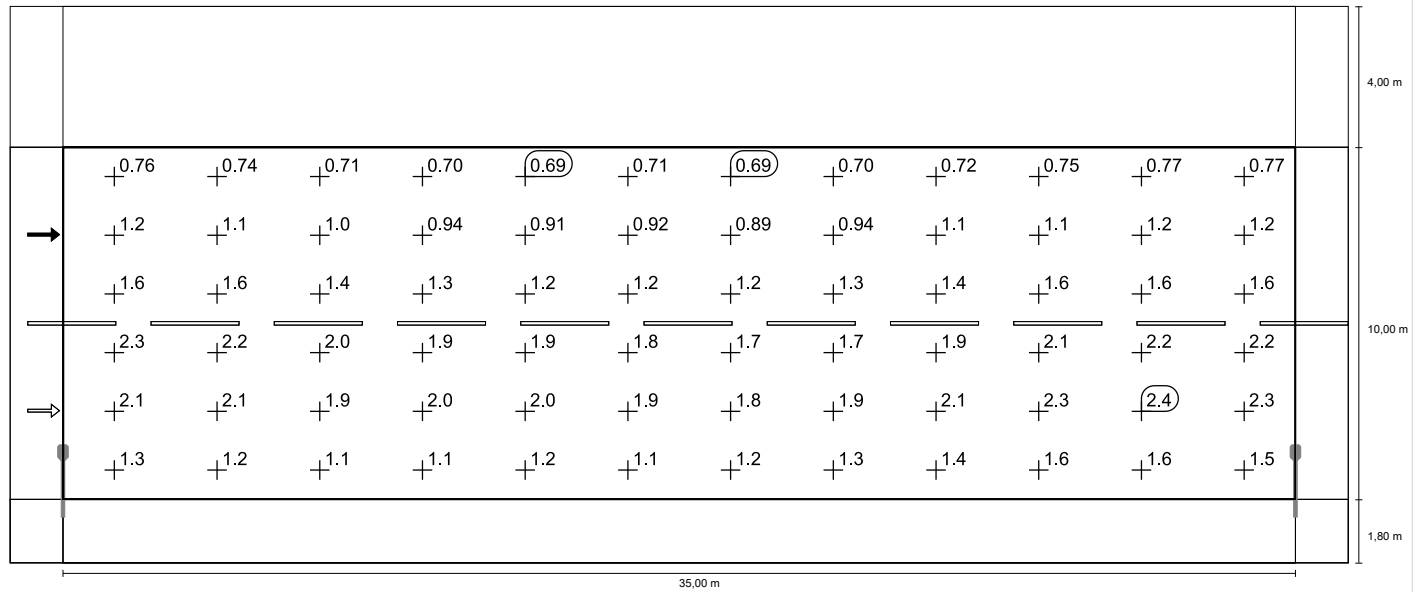 4,00 m
0.76 0.74 0.71 0.70 0.69 0.71 0.69 0.70 0.72 0.75 0.77 0.77
1.2 1.1 1.0 0.94 0.91 0.92 0.89 0.94 1.1 1.1 1.2 1.2
1.6 1.6 1.4 1.3 1.2 1.2 1.2 1.3 1.4 1.6 1.6 1.6
10,00 m
2.3 2.2 2.0 1.9 1.9 1.8 1.7 1.7 1.9 2.1 2.2 2.2
2.1 2.1 1.9 2.0 2.0 1.9 1.8 1.9 2.1 2.3 2.4 2.3
1.3 1.2 1.1 1.1 1.2 1.1 1.2 1.3 1.4 1.6 1.6 1.5
1,80 m
35,00 m